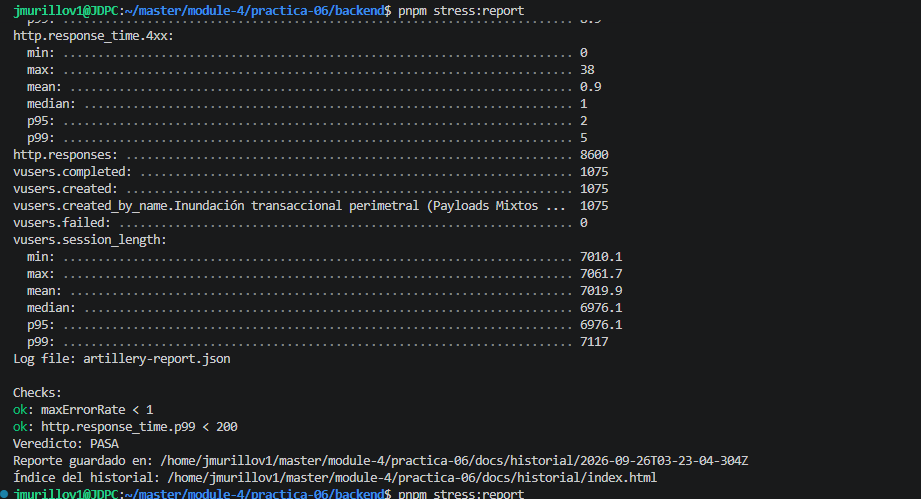 jmurillov1@JDPC:~/master/module-4/practica-06/backend$ pnpm stress:report
http.response_time.4xx:
  min: ......................................................................... 0
  max: ......................................................................... 38
  mean: ........................................................................ 0.9
  median: ...................................................................... 1
  p95: ......................................................................... 2
  p99: ......................................................................... 5
http.responses: ................................................................ 8600
vusers.completed: .............................................................. 1075
vusers.created: ................................................................ 1075
vusers.created_by_name.Inundación transaccional perimetral (Payloads Mixtos ...  1075
vusers.failed: ................................................................. 0
vusers.session_length:
  min: ......................................................................... 7010.1
  max: ......................................................................... 7061.7
  mean: ........................................................................ 7019.9
  median: ...................................................................... 6976.1
  p95: ......................................................................... 6976.1
  p99: ......................................................................... 7117
Log file: artillery-report.json
Checks:
ok: maxErrorRate < 1
ok: http.response_time.p99 < 200
Veredicto: PASA
Reporte guardado en: /home/jmurillov1/master/module-4/practica-06/docs/historial/2026-09-26T03-23-04-304Z
Índice del historial: /home/jmurillov1/master/module-4/practica-06/docs/historial/index.html
jmurillov1@JDPC:~/master/module-4/practica-06/backend$ pnpm stress:report